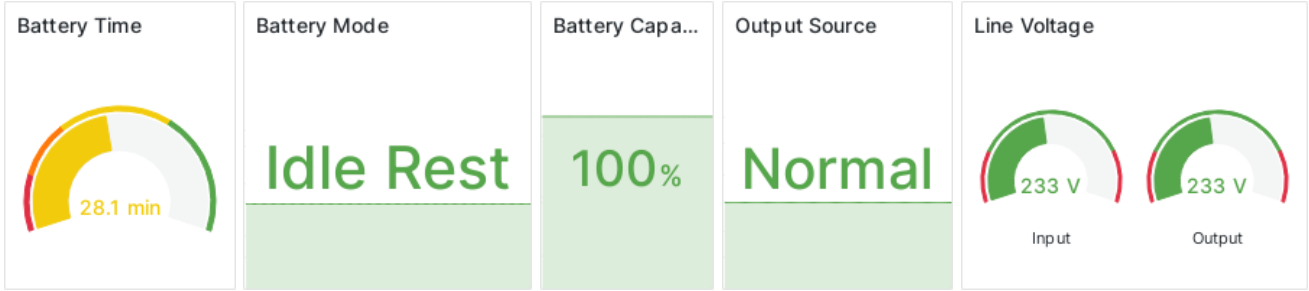 Battery Time
28.1 min
Battery Mode
Idle Rest
Battery Capa...
100%
Output Source
Normal
Line Voltage
233 V
Input
233 V
Output